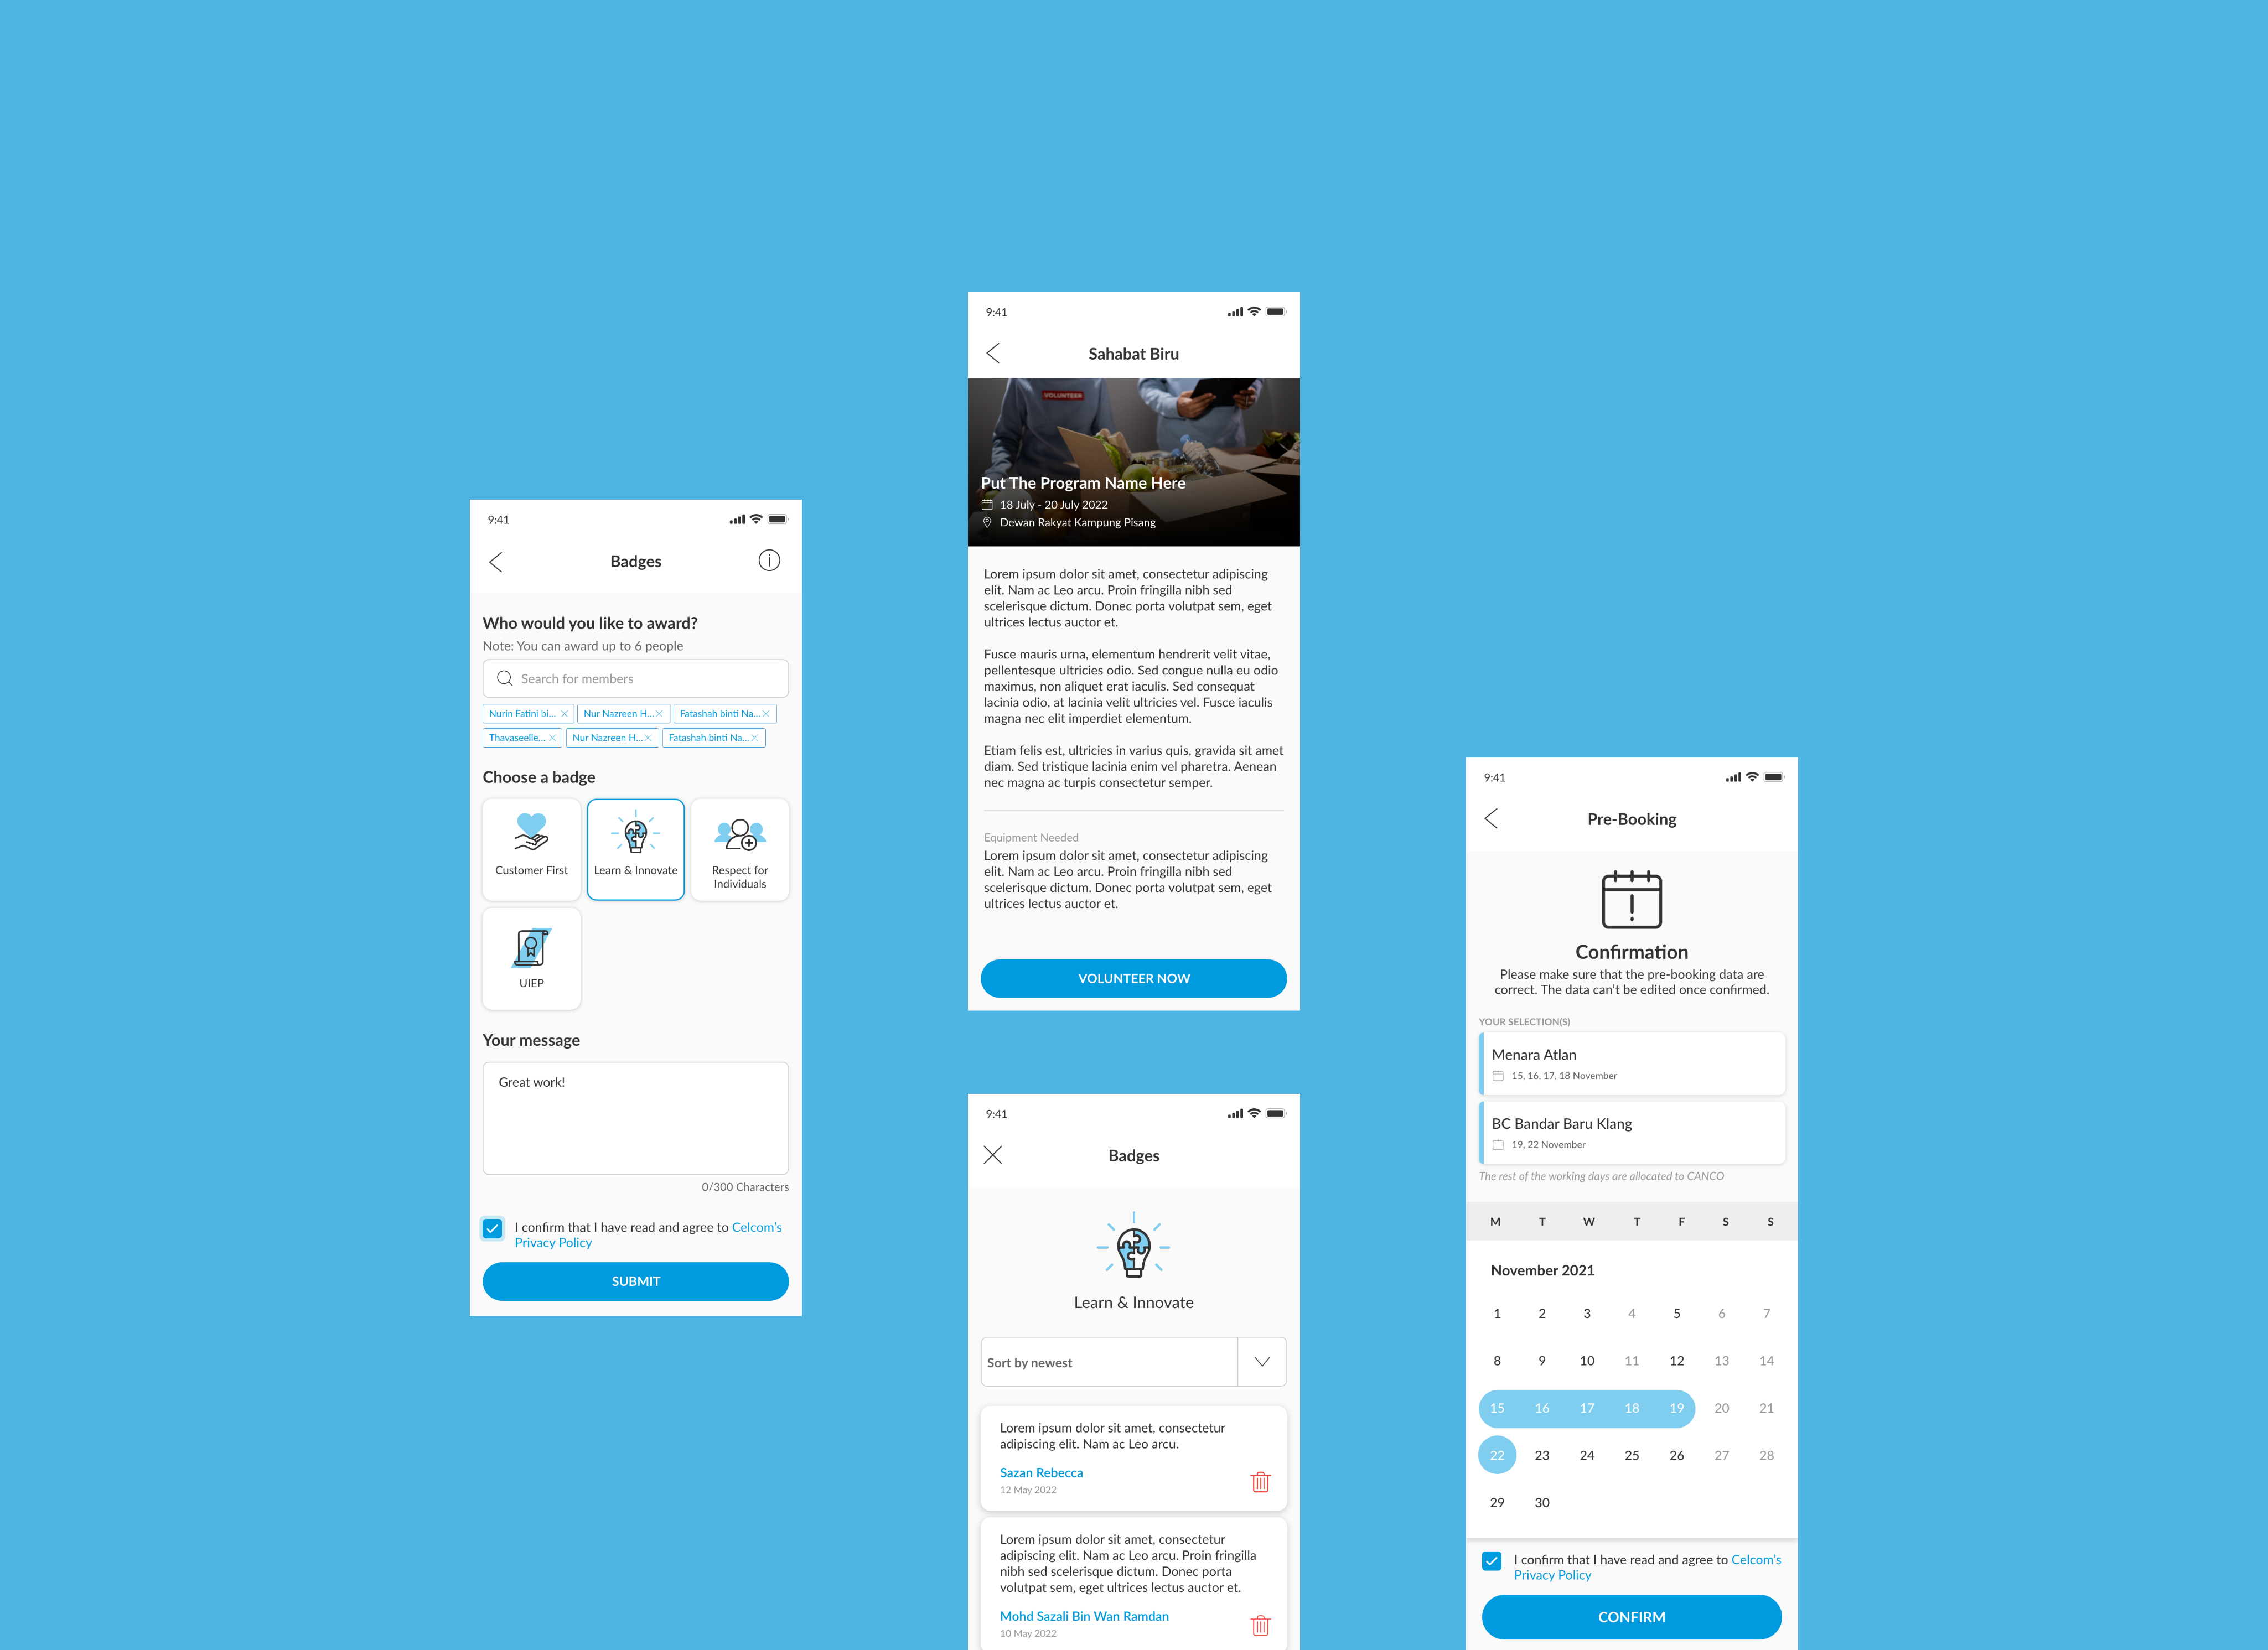 9:41
Badges
Who would you like to award?
Note: You can award up to 6 people
Search for members
Nurin Fatini bi...
Nur Nazreen H...
Fatashah binti Na...
Thavaseelle...
Nur Nazreen H...
Fatashah binti Na...
Choose a badge
Customer First
Learn & Innovate
Respect for
Individuals
UIEP
Your message
Great work!
0/300 Characters
I confirm that I have read and agree to Celcom's
Privacy Policy
SUBMIT
9:41
Sahabat Biru
VOLUNTEER
Put The Program Name Here
18 July - 20 July 2022
Dewan Rakyat Kampung Pisang
Lorem ipsum dolor sit amet, consectetur adipiscing
elit. Nam ac Leo arcu. Proin fringilla nibh sed
scelerisque dictum. Donec porta volutpat sem, eget
ultrices lectus auctor et.
Fusce mauris urna, elementum hendrerit velit vitae,
pellentesque ultricies odio. Sed congue nulla eu odio
maximus, non aliquet erat iaculis. Sed consequat
lacinia odio, at lacinia velit ultricies vel. Fusce iaculis
magna nec elit imperdiet elementum.
Etiam felis est, ultricies in varius quis, gravida sit amet
diam. Sed tristique lacinia enim vel pharetra. Aenean
nec magna ac turpis consectetur semper.
Equipment Needed
Lorem ipsum dolor sit amet, consectetur adipiscing
elit. Nam ac Leo arcu. Proin fringilla nibh sed
scelerisque dictum. Donec porta volutpat sem, eget
ultrices lectus auctor et.
VOLUNTEER NOW
9:41
Badges
Learn & Innovate
Sort by newest
Lorem ipsum dolor sit amet, consectetur
adipiscing elit. Nam ac Leo arcu.
Sazan Rebecca
12 May 2022
Lorem ipsum dolor sit amet, consectetur
adipiscing elit. Nam ac Leo arcu. Proin fringilla
nibh sed scelerisque dictum. Donec porta
volutpat sem, eget ultrices lectus auctor et.
Mohd Sazali Bin Wan Ramdan
10 May 2022
9:41
Pre-Booking
Confirmation
Please make sure that the pre-booking data are
correct. The data can't be edited once confirmed.
YOUR SELECTION(S)
Menara Atlan
15, 16, 17, 18 November
BC Bandar Baru Klang
19, 22 November
The rest of the working days are allocated to CANCO
M T W T F S S
November 2021
1 2 3 4 5 6 7
8 9 10 11 12 13 14
15 16 17 18 19 20 21
22 23 24 25 26 27 28
29 30
I confirm that I have read and agree to Celcom's
Privacy Policy
CONFIRM